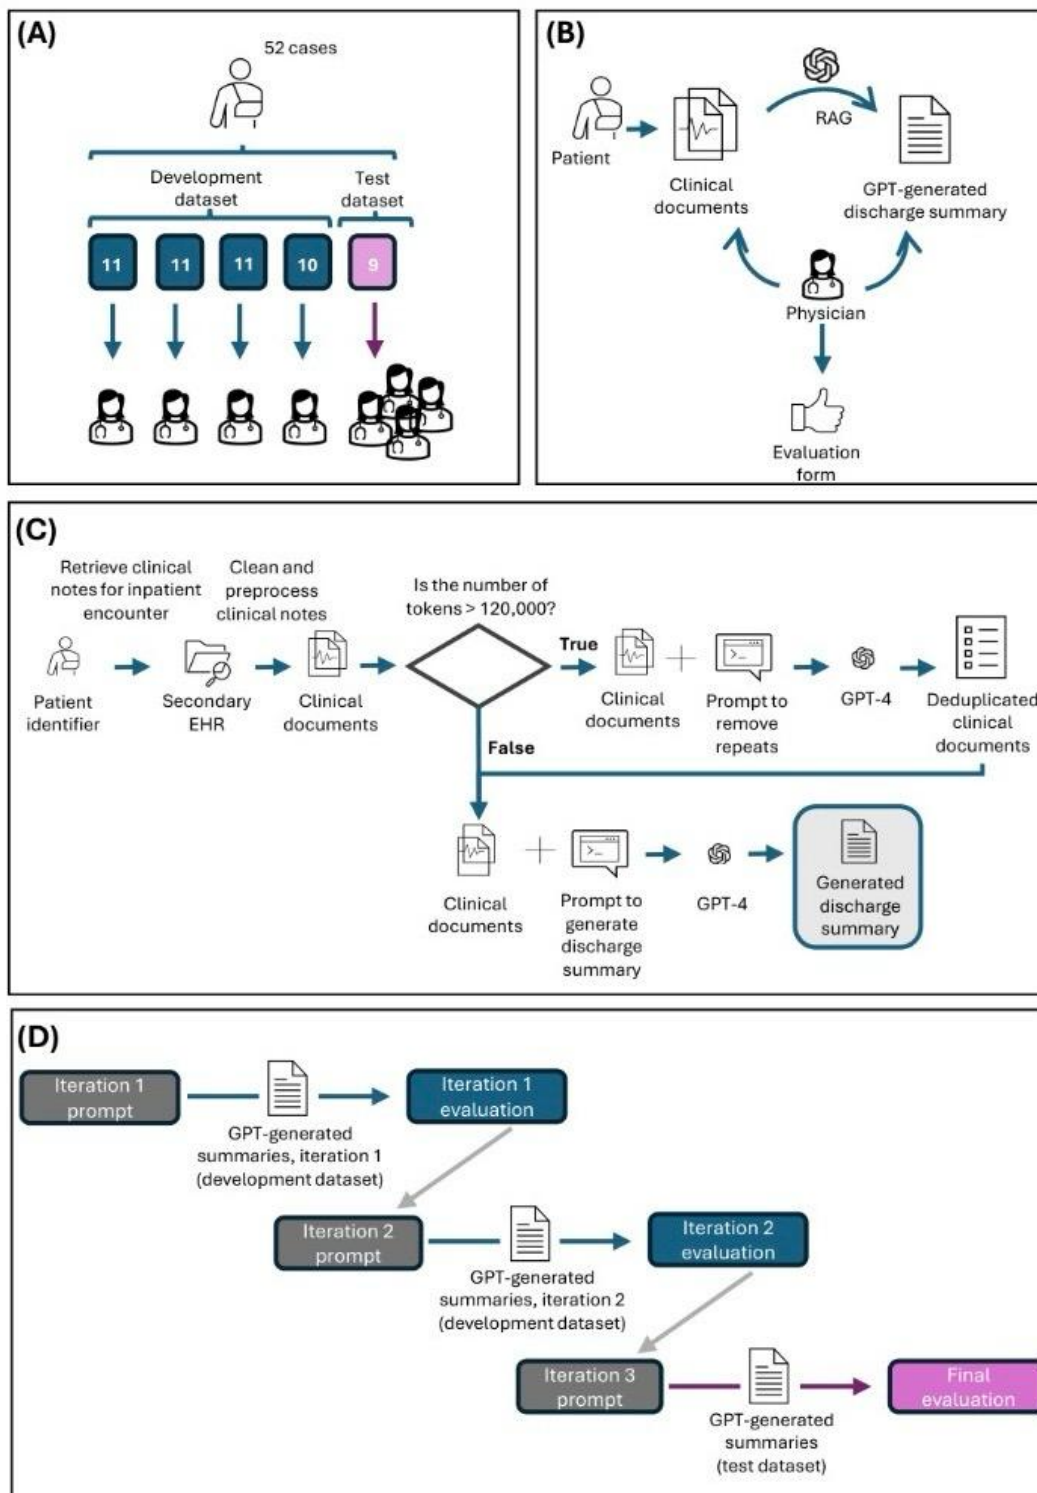 (A)
52 cases
Development
dataset
Test
dataset
11
11
11
10
9
(B)
Patient
Clinical
documents
RAG
GPT-generated
discharge summary
Physician
Evaluation
form
(C)
Retrieve clinical
notes for inpatient
encounter
Clean and
preprocess
clinical notes
Is the number of
tokens > 120,000?
Patient
identifier
Secondary
EHR
Clinical
documents
True
Clinical
documents
Prompt to
remove
repeats
GPT-4
Deduplicated
clinical
documents
False
Clinical
documents
Prompt to
generate
discharge
summary
GPT-4
Generated
discharge
summary
(D)
Iteration 1
prompt
GPT-generated
summaries, iteration 1
(development dataset)
Iteration 1
evaluation
Iteration 2
prompt
GPT-generated
summaries, iteration 2
(development dataset)
Iteration 2
evaluation
Iteration 3
prompt
GPT-generated
summaries
(test dataset)
Final
evaluation